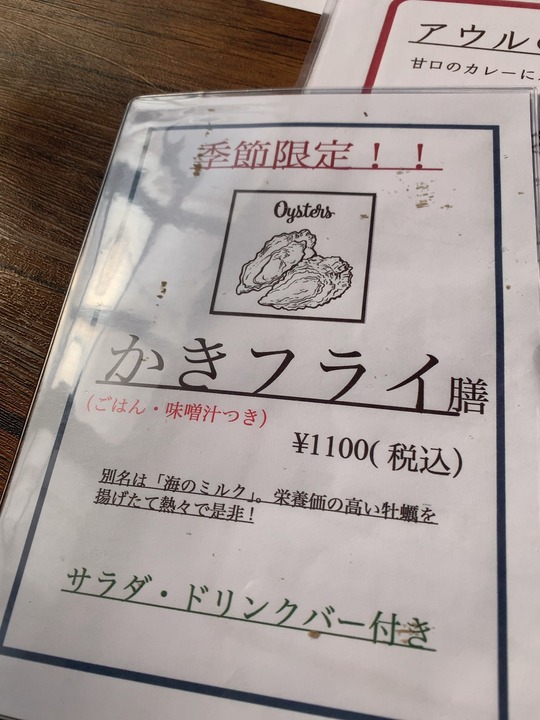 アウル
甘口のカレーに
季節限定！！
Oysters
かきフライ膳
(ごはん・味噌汁つき)
¥1100(税込)
別名は「海のミルク」。栄養価の高い牡蠣を
揚げたて熱々で是非！
サラダ・ドリンクバー付き